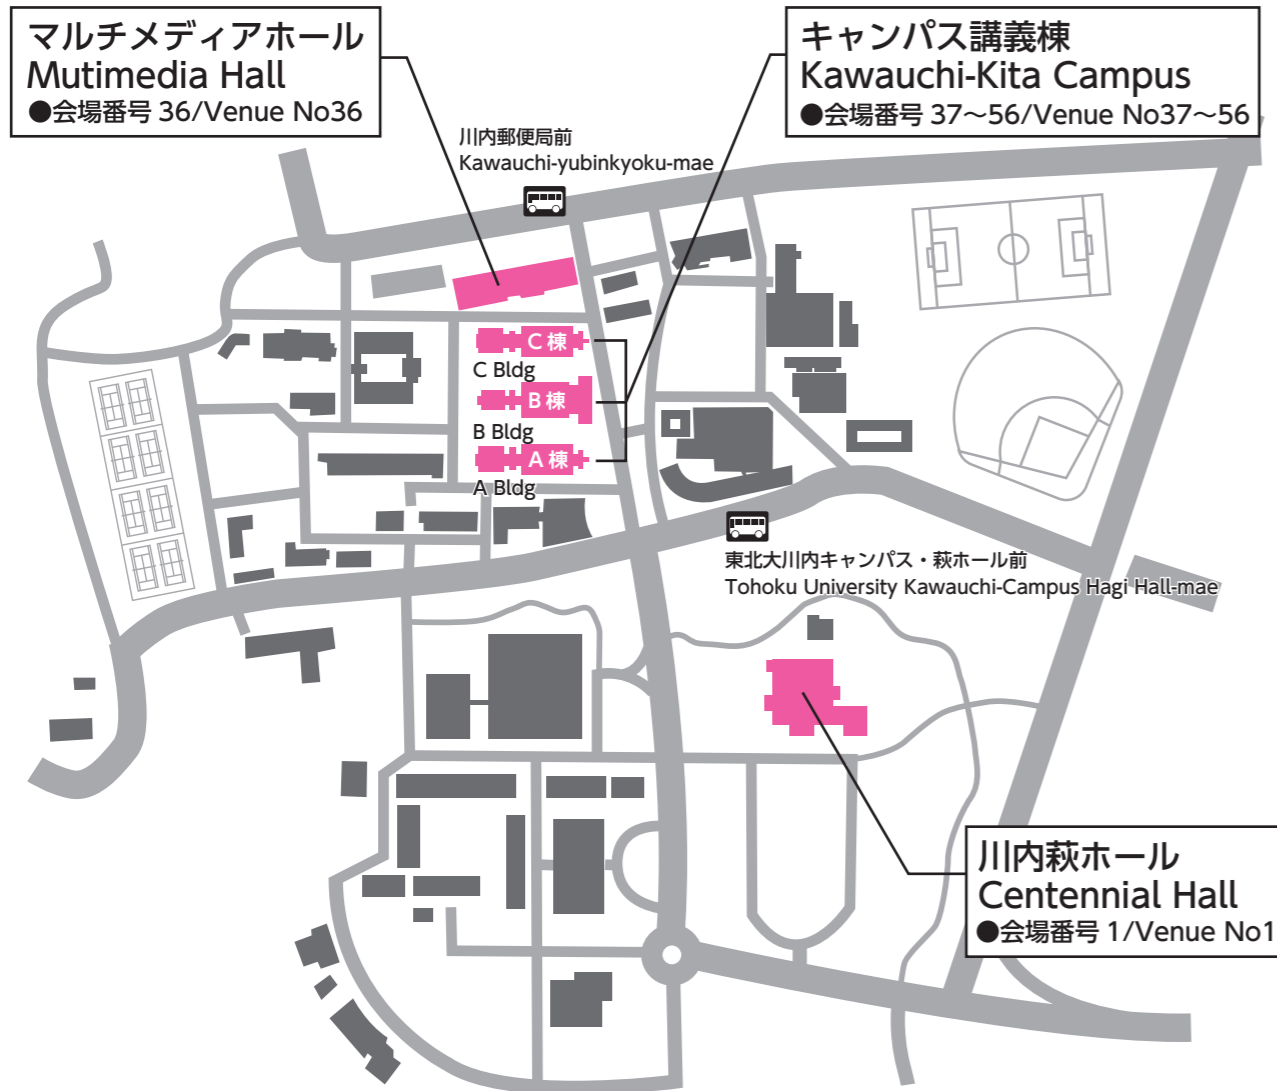 マルチメディアホール
Mutimedia Hall
●会場番号 36/Venue No36
キャンパス講義棟
Kawauchi-Kita Campus
●会場番号 37～56/Venue No37～56
川内郵便局前
Kawauchi-yubinkyoku-mae
C 棟
C Bldg
B 棟
B Bldg
A 棟
A Bldg
東北大川内キャンパス・萩ホール前
Tohoku University Kawauchi-Campus Hagi Hall-mae
川内萩ホール
Centennial Hall
●会場番号 1/Venue No1